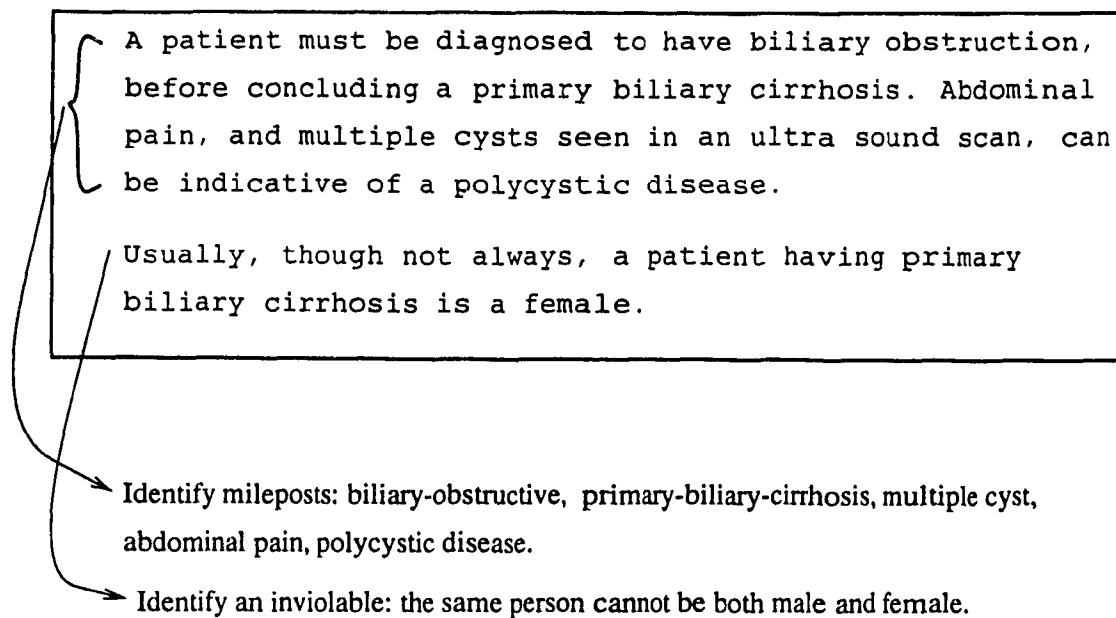 A patient must be diagnosed to have biliary obstruction,
before concluding a primary biliary cirrhosis. Abdominal
pain, and multiple cysts seen in an ultra sound scan, can
be indicative of a polycystic disease.
Usually, though not always, a patient having primary
biliary cirrhosis is a female.
Identify mileposts: biliary-obstructive, primary-biliary-cirrhosis, multiple cyst,
abdominal pain, polycystic disease.
Identify an inviolable: the same person cannot be both male and female.